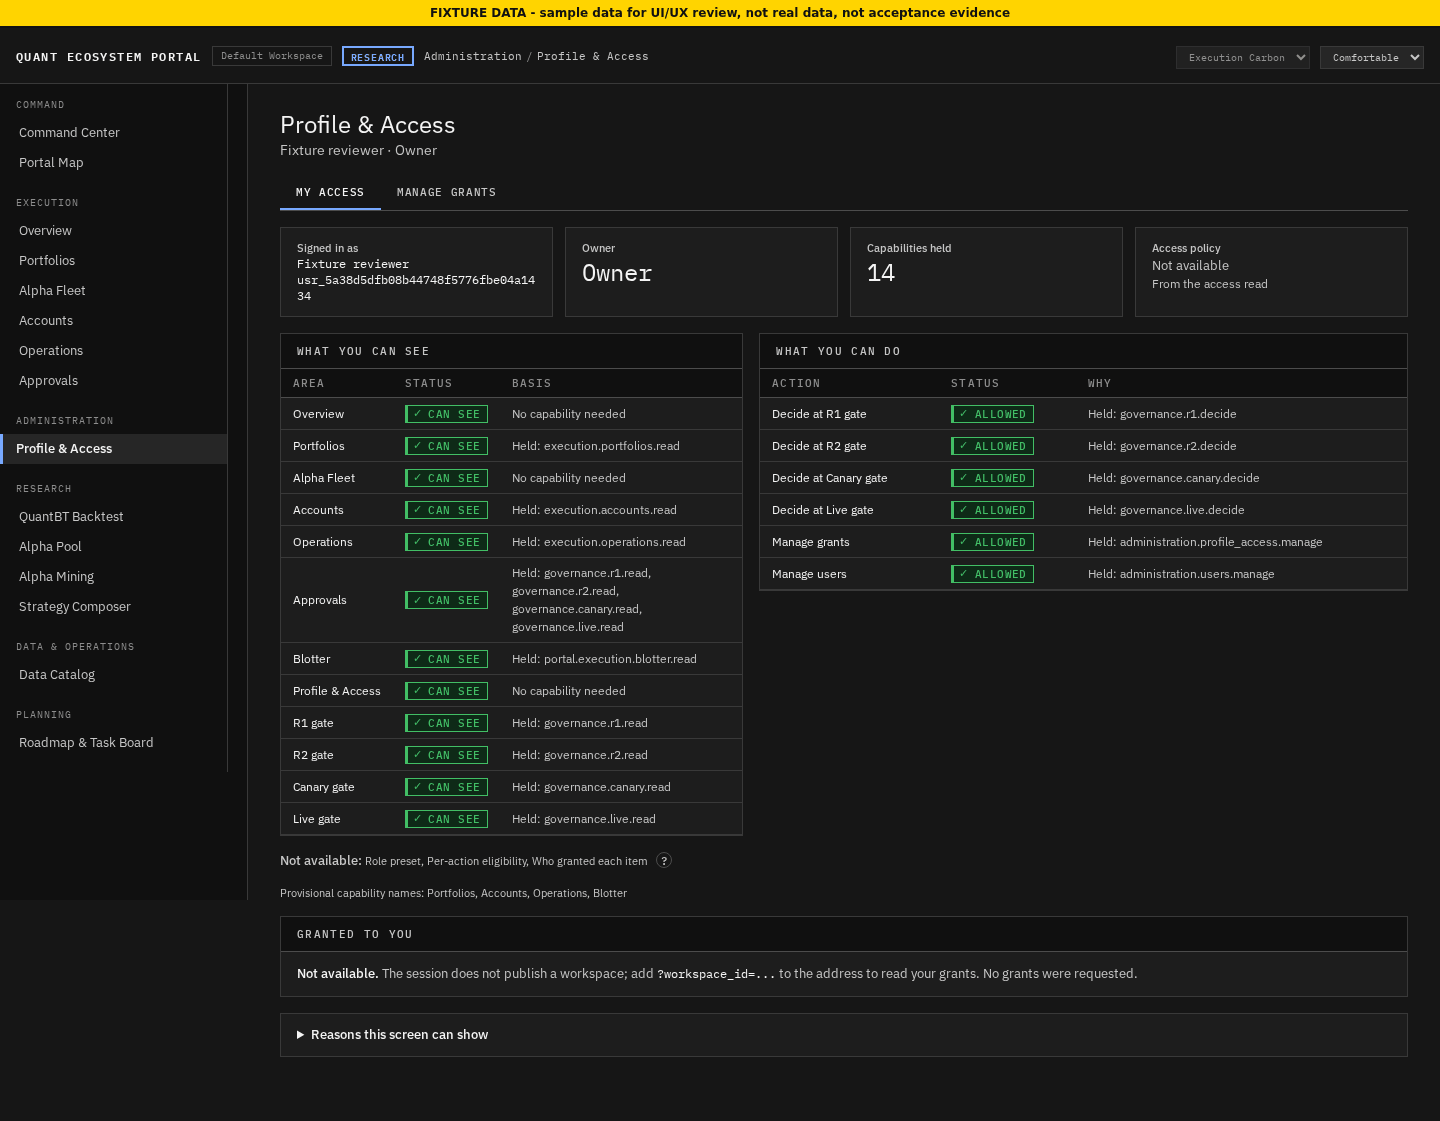 FIXTURE DATA - sample data for UI/UX review, not real data, not acceptance evidence
QUANT ECOSYSTEM PORTAL Default Workspace RESEARCH Administration / Profile & Access Execution Carbon Comfortable
COMMAND
Command Center
Portal Map
EXECUTION
Overview
Portfolios
Alpha Fleet
Accounts
Operations
Approvals
ADMINISTRATION
Profile & Access
RESEARCH
QuantBT Backtest
Alpha Pool
Alpha Mining
Strategy Composer
DATA & OPERATIONS
Data Catalog
PLANNING
Roadmap & Task Board
Profile & Access
Fixture reviewer · Owner
MY ACCESS MANAGE GRANTS
Signed in as
Fixture reviewer
usr_5a38d5dfb08b44748f5776fbe04a14
34
Owner
Owner
Capabilities held
14
Access policy
Not available
From the access read
WHAT YOU CAN SEE
AREA STATUS BASIS
Overview ✓ CAN SEE No capability needed
Portfolios ✓ CAN SEE Held: execution.portfolios.read
Alpha Fleet ✓ CAN SEE No capability needed
Accounts ✓ CAN SEE Held: execution.accounts.read
Operations ✓ CAN SEE Held: execution.operations.read
Approvals ✓ CAN SEE Held: governance.r1.read,
governance.r2.read,
governance.canary.read,
governance.live.read
Blotter ✓ CAN SEE Held: portal.execution.blotter.read
Profile & Access ✓ CAN SEE No capability needed
R1 gate ✓ CAN SEE Held: governance.r1.read
R2 gate ✓ CAN SEE Held: governance.r2.read
Canary gate ✓ CAN SEE Held: governance.canary.read
Live gate ✓ CAN SEE Held: governance.live.read
WHAT YOU CAN DO
ACTION STATUS WHY
Decide at R1 gate ✓ ALLOWED Held: governance.r1.decide
Decide at R2 gate ✓ ALLOWED Held: governance.r2.decide
Decide at Canary gate ✓ ALLOWED Held: governance.canary.decide
Decide at Live gate ✓ ALLOWED Held: governance.live.decide
Manage grants ✓ ALLOWED Held: administration.profile_access.manage
Manage users ✓ ALLOWED Held: administration.users.manage
Not available: Role preset, Per-action eligibility, Who granted each item ?
Provisional capability names: Portfolios, Accounts, Operations, Blotter
GRANTED TO YOU
Not available. The session does not publish a workspace; add ?workspace_id=... to the address to read your grants. No grants were requested.
▶ Reasons this screen can show